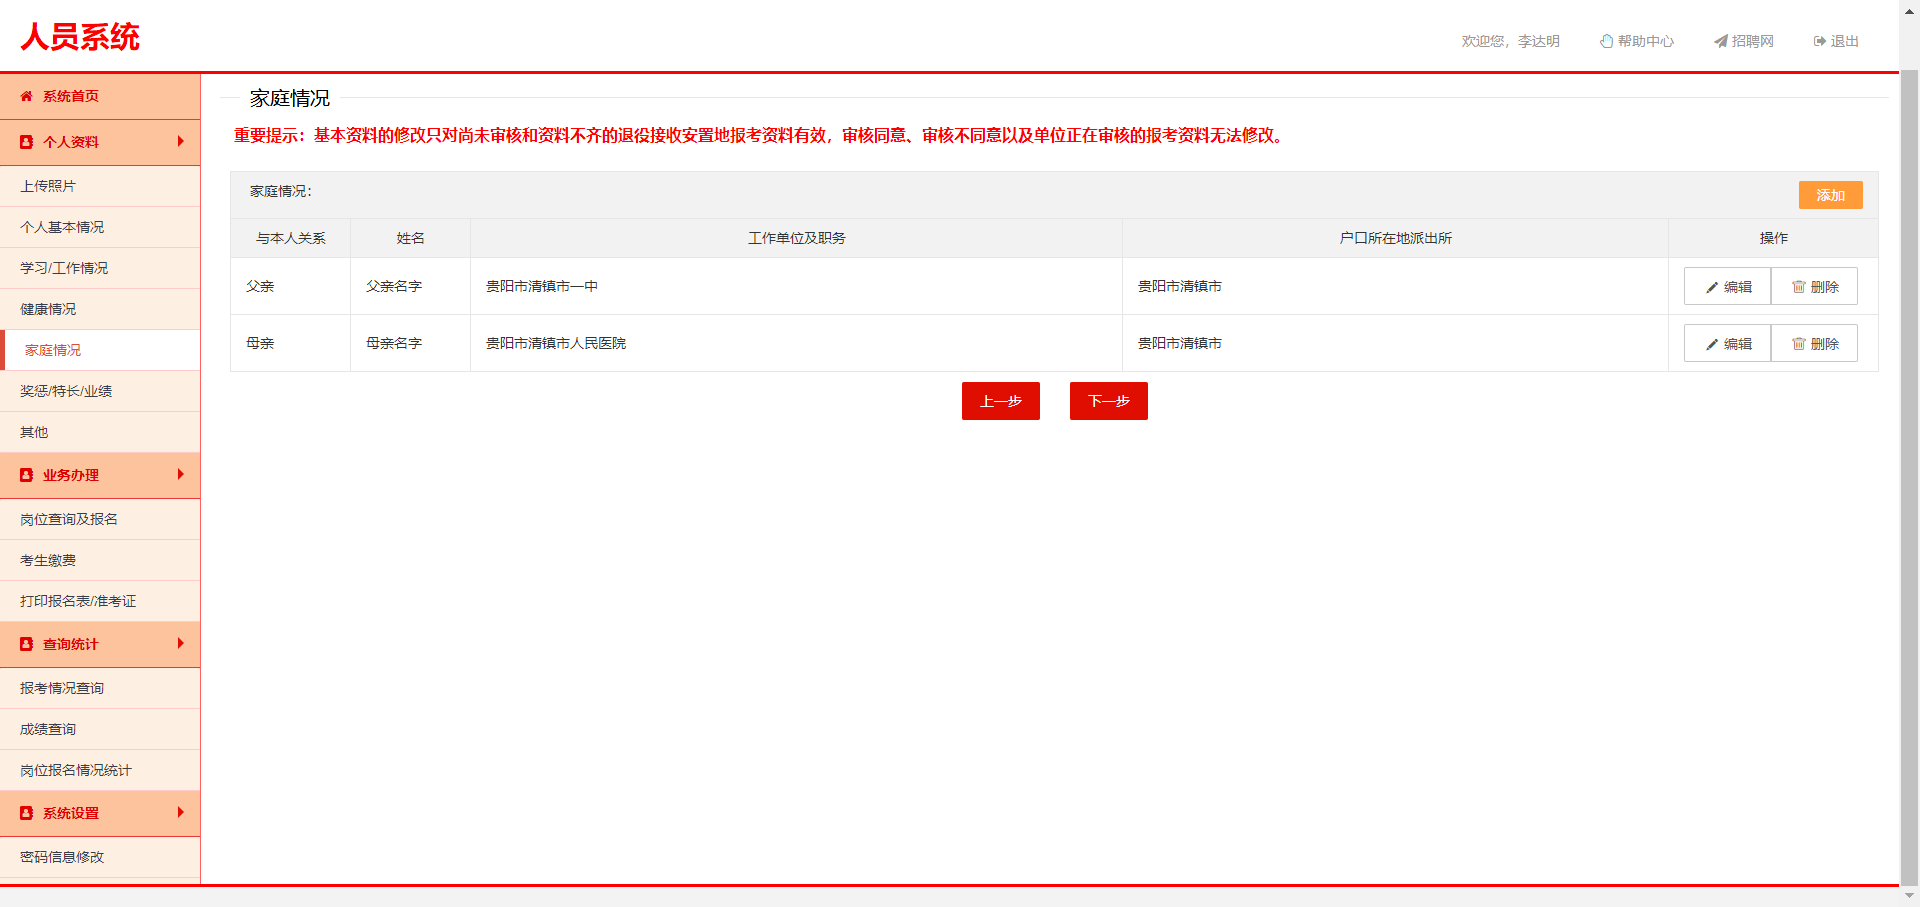 人员系统
欢迎您，李达明
帮助中心
招聘网
退出
系统首页
个人资料
上传照片
个人基本情况
学习/工作情况
健康情况
家庭情况
奖惩/特长/业绩
其他
业务办理
岗位查询及报名
考生缴费
打印报名表/准考证
查询统计
报考情况查询
成绩查询
岗位报名情况统计
系统设置
密码信息修改
家庭情况
重要提示：基本资料的修改只对尚未审核和资料不齐的退役接收安置地报考资料有效，审核同意、审核不同意以及单位正在审核的报考资料无法修改。
家庭情况：
添加
与本人关系 姓名 工作单位及职务 户口所在地派出所 操作
父亲 父亲名字 贵阳市清镇市一中 贵阳市清镇市 编辑 删除
母亲 母亲名字 贵阳市清镇市人民医院 贵阳市清镇市 编辑 删除
上一步 下一步